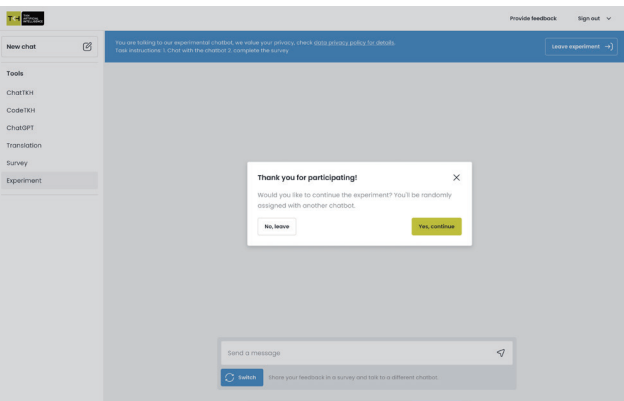 TKH
THK
ARTIFICIAL
INTELLIGENCE
Provide feedback
Sign out
New chat
You are talking to our experimental chatbot, we value your privacy, check data privacy policy for details.
Task instructions: 1. Chat with the chatbot 2. complete the survey
Leave experiment
Tools
ChatTKH
CodeTKH
ChatGPT
Translation
Survey
Experiment
Thank you for participating!
Would you like to continue the experiment? You'll be randomly
assigned with another chatbot.
No, leave
Yes, continue
Send a message
Switch
Share your feedback in a survey and talk to a different chatbot